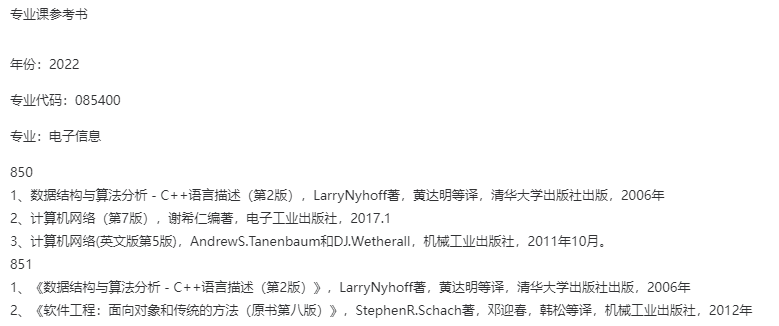 专业课参考书
年份：2022
专业代码：085400
专业：电子信息
850
1、数据结构与算法分析 - C++语言描述（第2版），LarryNyhoff著，黄达明等译，清华大学出版社出版，2006年
2、计算机网络（第7版），谢希仁编著，电子工业出版社，2017.1
3、计算机网络(英文版第5版)，AndrewS.Tanenbaum和DJ.Wetherall，机械工业出版社，2011年10月。
851
1、《数据结构与算法分析 - C++语言描述（第2版）》，LarryNyhoff著，黄达明等译，清华大学出版社出版，2006年
2、《软件工程：面向对象和传统的方法（原书第八版）》，StephenR.Schach著，邓迎春，韩松等译，机械工业出版社，2012年